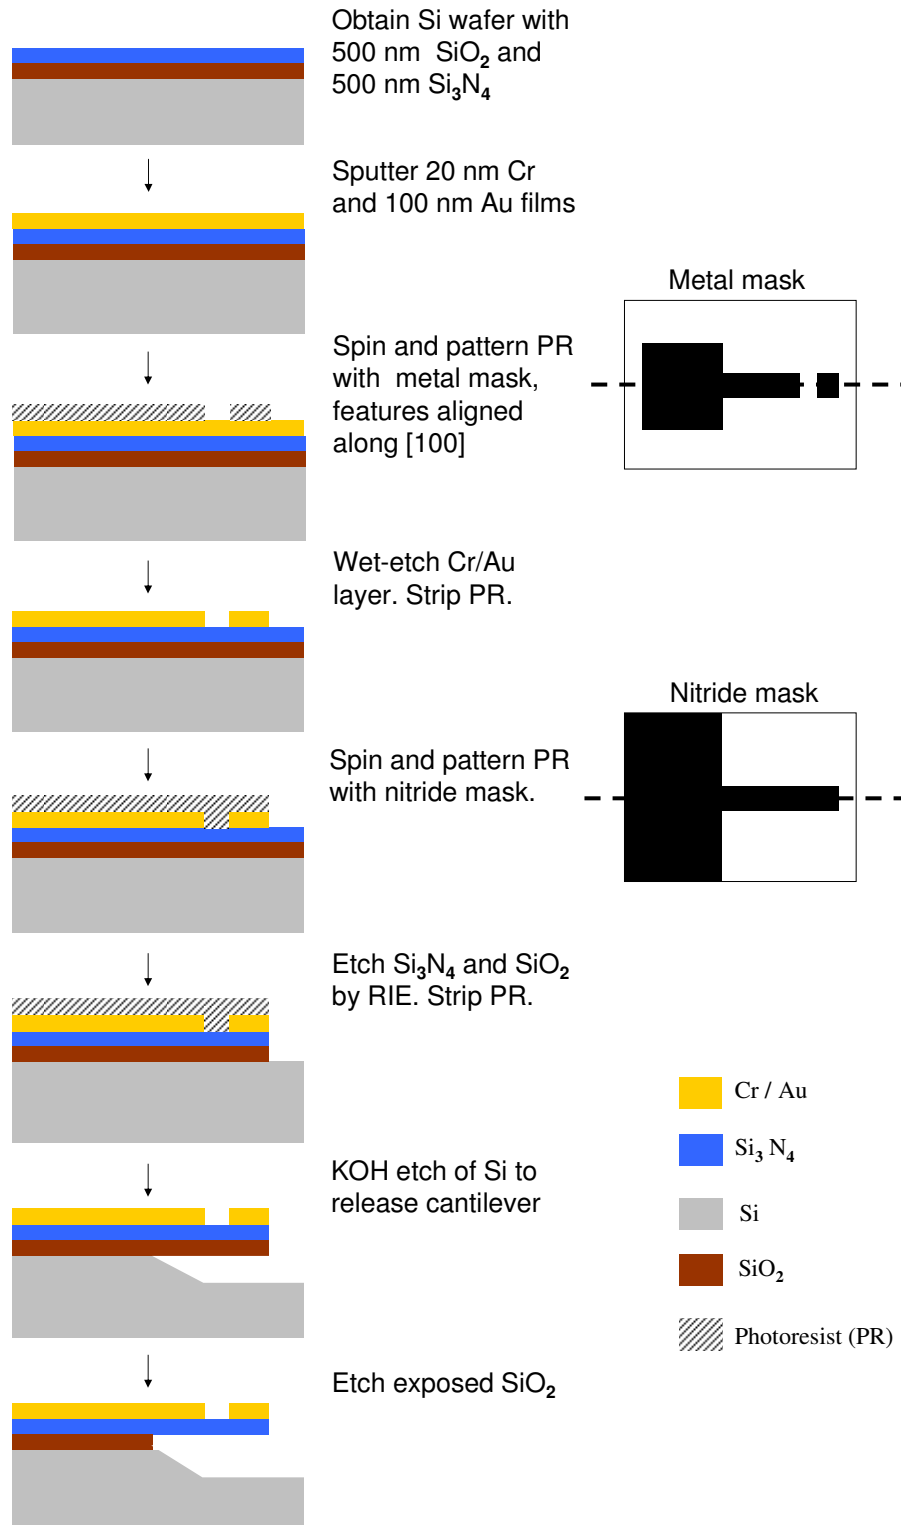 Obtain Si wafer with
500 nm SiO₂ and
500 nm Si₃N₄
Sputter 20 nm Cr
and 100 nm Au films
Metal mask
Spin and pattern PR
with metal mask,
features aligned
along [100]
Wet-etch Cr/Au
layer. Strip PR.
Nitride mask
Spin and pattern PR
with nitride mask.
Etch Si₃N₄ and SiO₂
by RIE. Strip PR.
Cr / Au
Si₃ N₄
Si
SiO₂
Photoresist (PR)
KOH etch of Si to
release cantilever
Etch exposed SiO₂